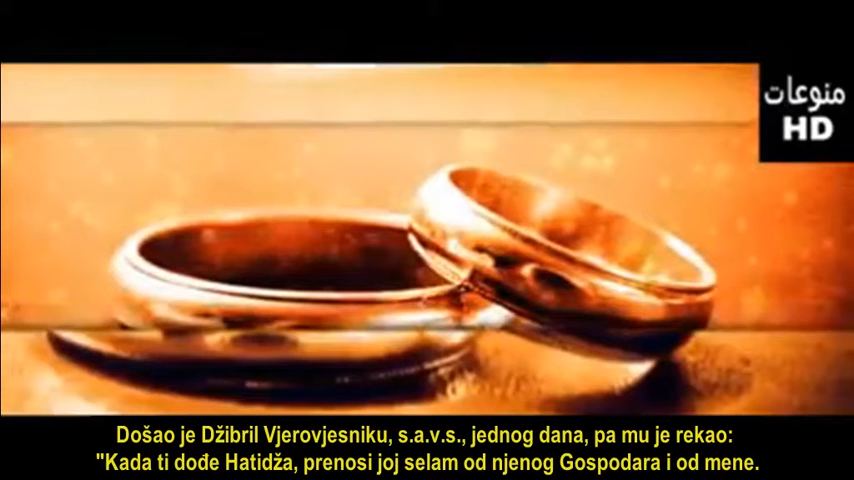 منوعات
HD
Došao je Džibril Vjerovjesniku, s.a.v.s., jednog dana, pa mu je rekao:
"Kada ti dođe Hatidža, prenosi joj selam od njenog Gospodara i od mene.